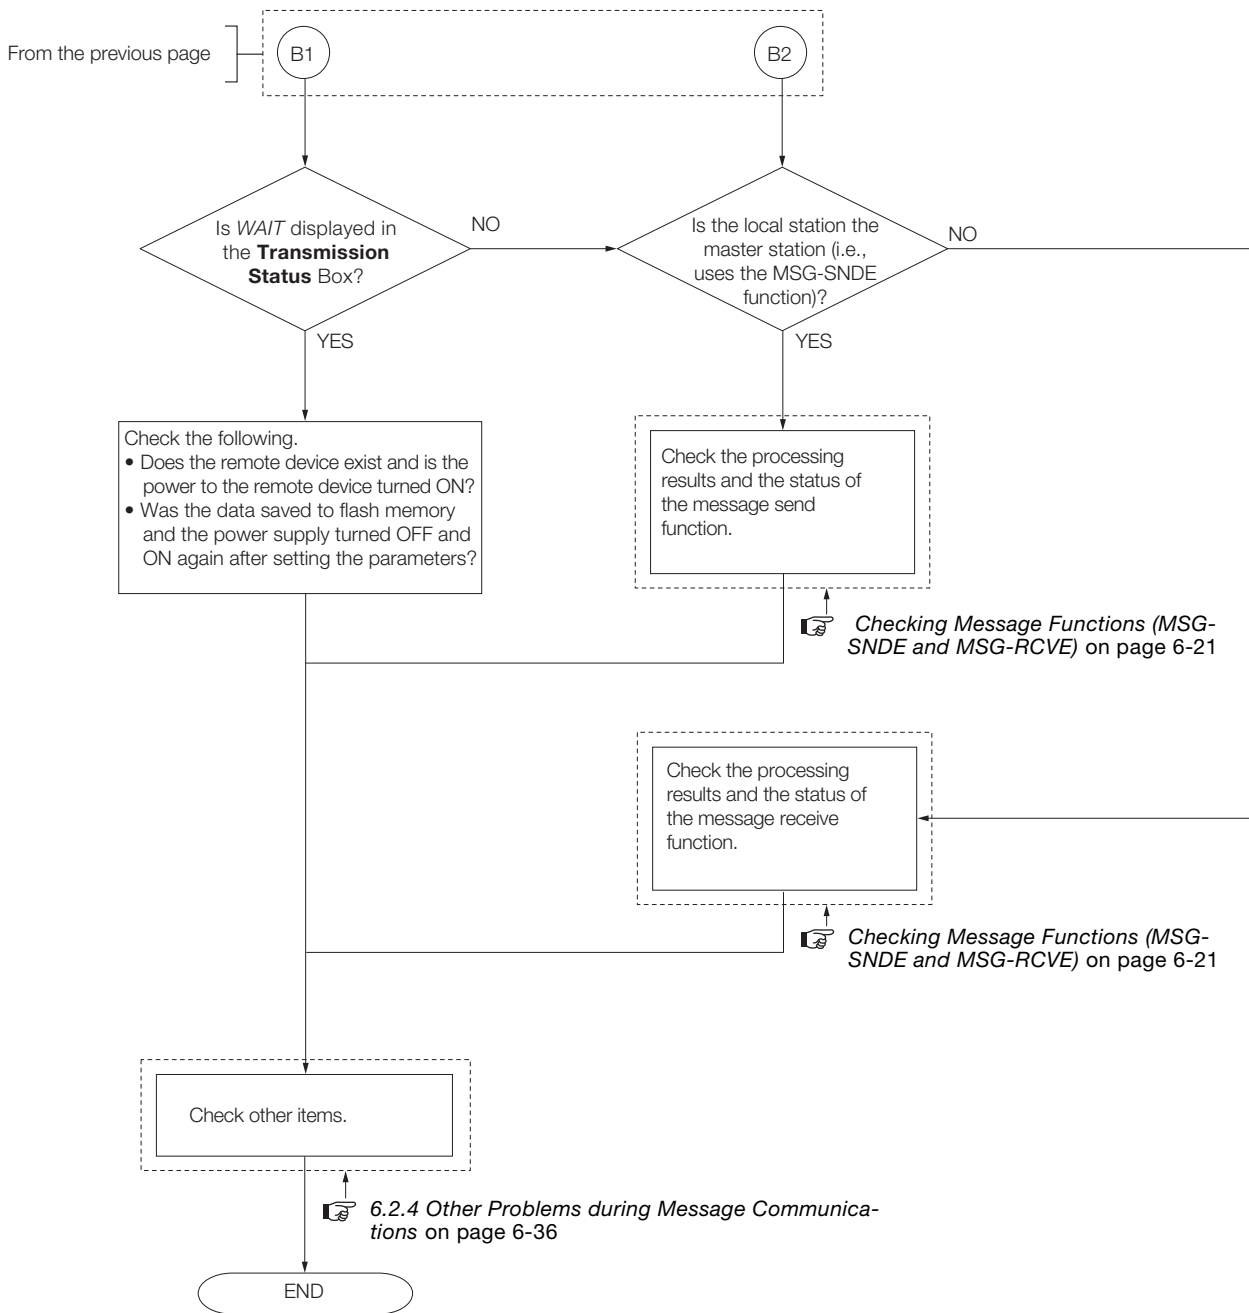 From the previous page
B1
B2
Is WAIT displayed in
the Transmission
Status Box?
NO
Is the local station the
master station (i.e.,
uses the MSG-SNDE
function)?
NO
YES
YES
Check the following.
• Does the remote device exist and is the
power to the remote device turned ON?
• Was the data saved to flash memory
and the power supply turned OFF and
ON again after setting the parameters?
Check the processing
results and the status of
the message send
function.
Checking Message Functions (MSG-
SNDE and MSG-RCVE) on page 6-21
Check the processing
results and the status of
the message receive
function.
Checking Message Functions (MSG-
SNDE and MSG-RCVE) on page 6-21
Check other items.
6.2.4 Other Problems during Message Communica-
tions on page 6-36
END